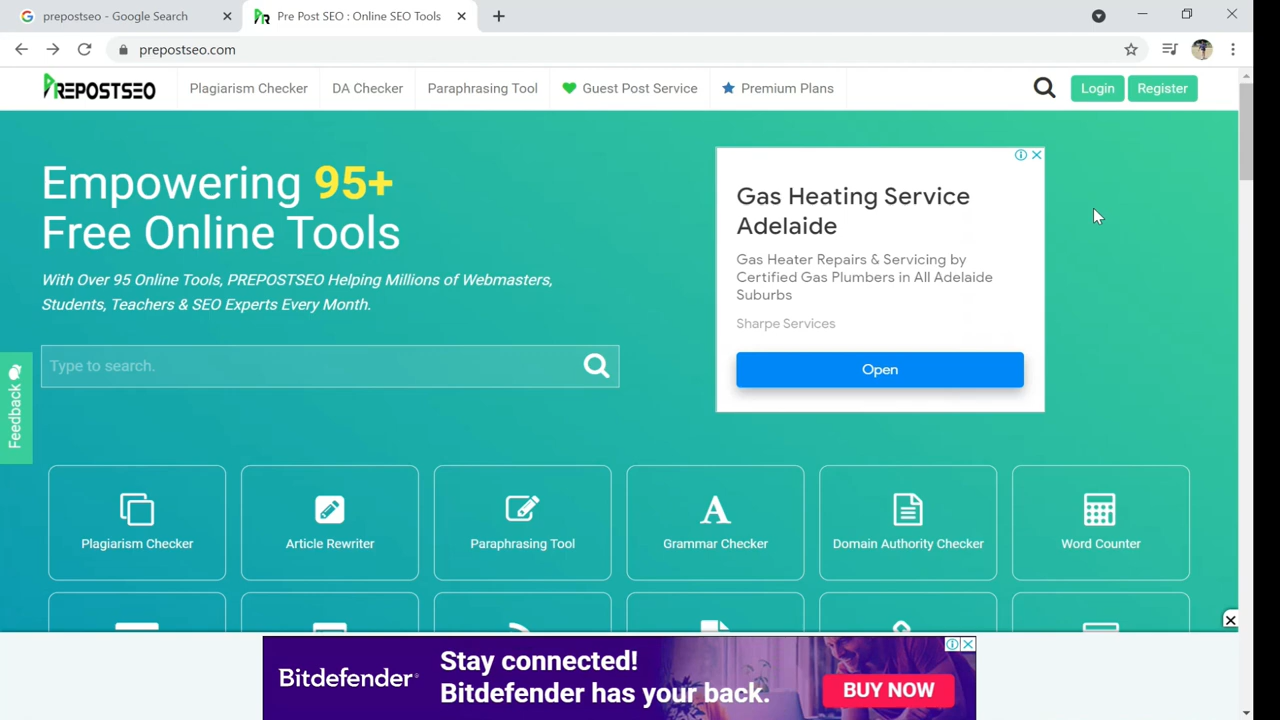 prepostseo - Google Search
Pre Post SEO : Online SEO Tools
prepostseo.com
PREPOSTSEO
Plagiarism Checker
DA Checker
Paraphrasing Tool
Guest Post Service
Premium Plans
Login
Register
Empowering 95+
Free Online Tools
With Over 95 Online Tools, PREPOSTSEO Helping Millions of Webmasters,
Students, Teachers & SEO Experts Every Month.
Type to search.
Gas Heating Service
Adelaide
Gas Heater Repairs & Servicing by
Certified Gas Plumbers in All Adelaide
Suburbs
Sharpe Services
Open
Feedback
Plagiarism Checker
Article Rewriter
Paraphrasing Tool
Grammar Checker
Domain Authority Checker
Word Counter
Bitdefender
Stay connected!
Bitdefender has your back.
BUY NOW